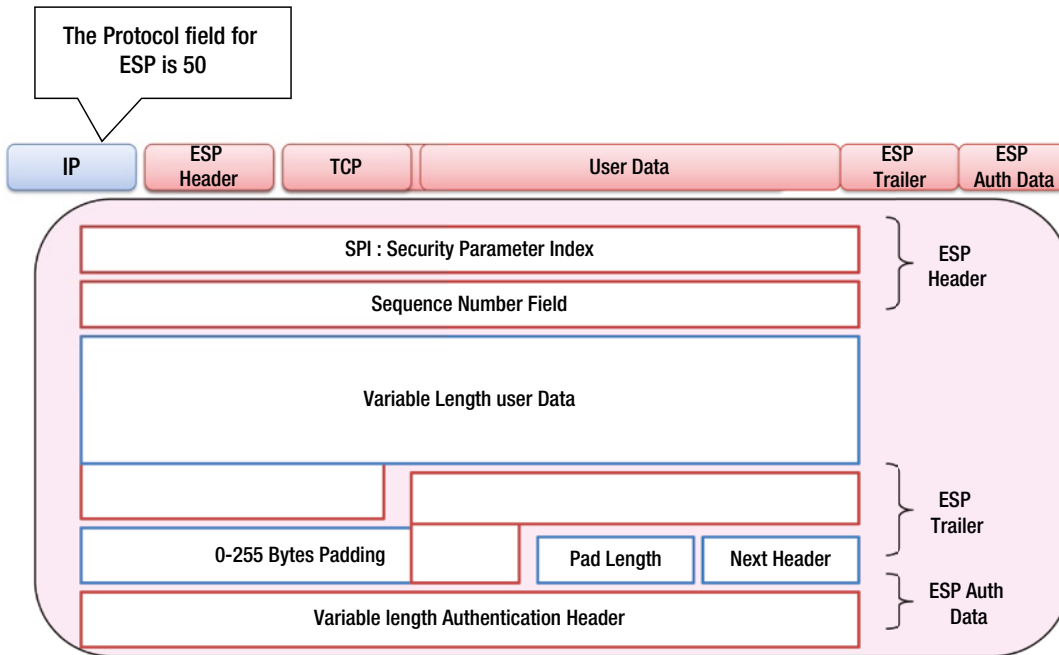 The Protocol field for
ESP is 50
IP
ESP
Header
TCP
User Data
ESP
Trailer
ESP
Auth Data
SPI : Security Parameter Index
ESP
Header
Sequence Number Field
Variable Length user Data
ESP
Trailer
0-255 Bytes Padding
Pad Length
Next Header
ESP Auth
Data
Variable length Authentication Header